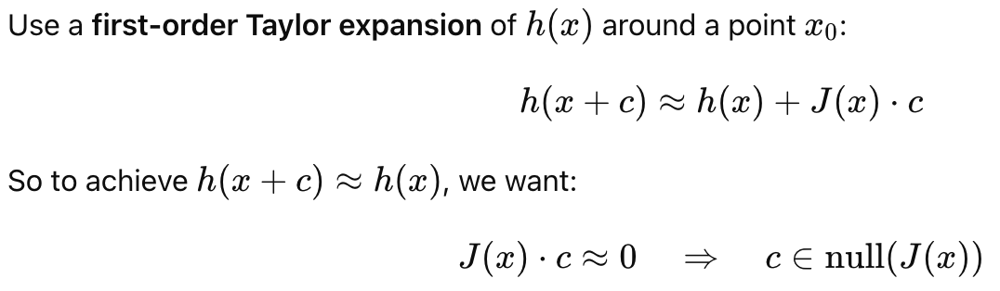 Use a first-order Taylor expansion of h(x) around a point x₀:
h(x + c) ≈ h(x) + J(x) · c
So to achieve h(x + c) ≈ h(x), we want:
J(x) · c ≈ 0 ⇒ c ∈ null(J(x))